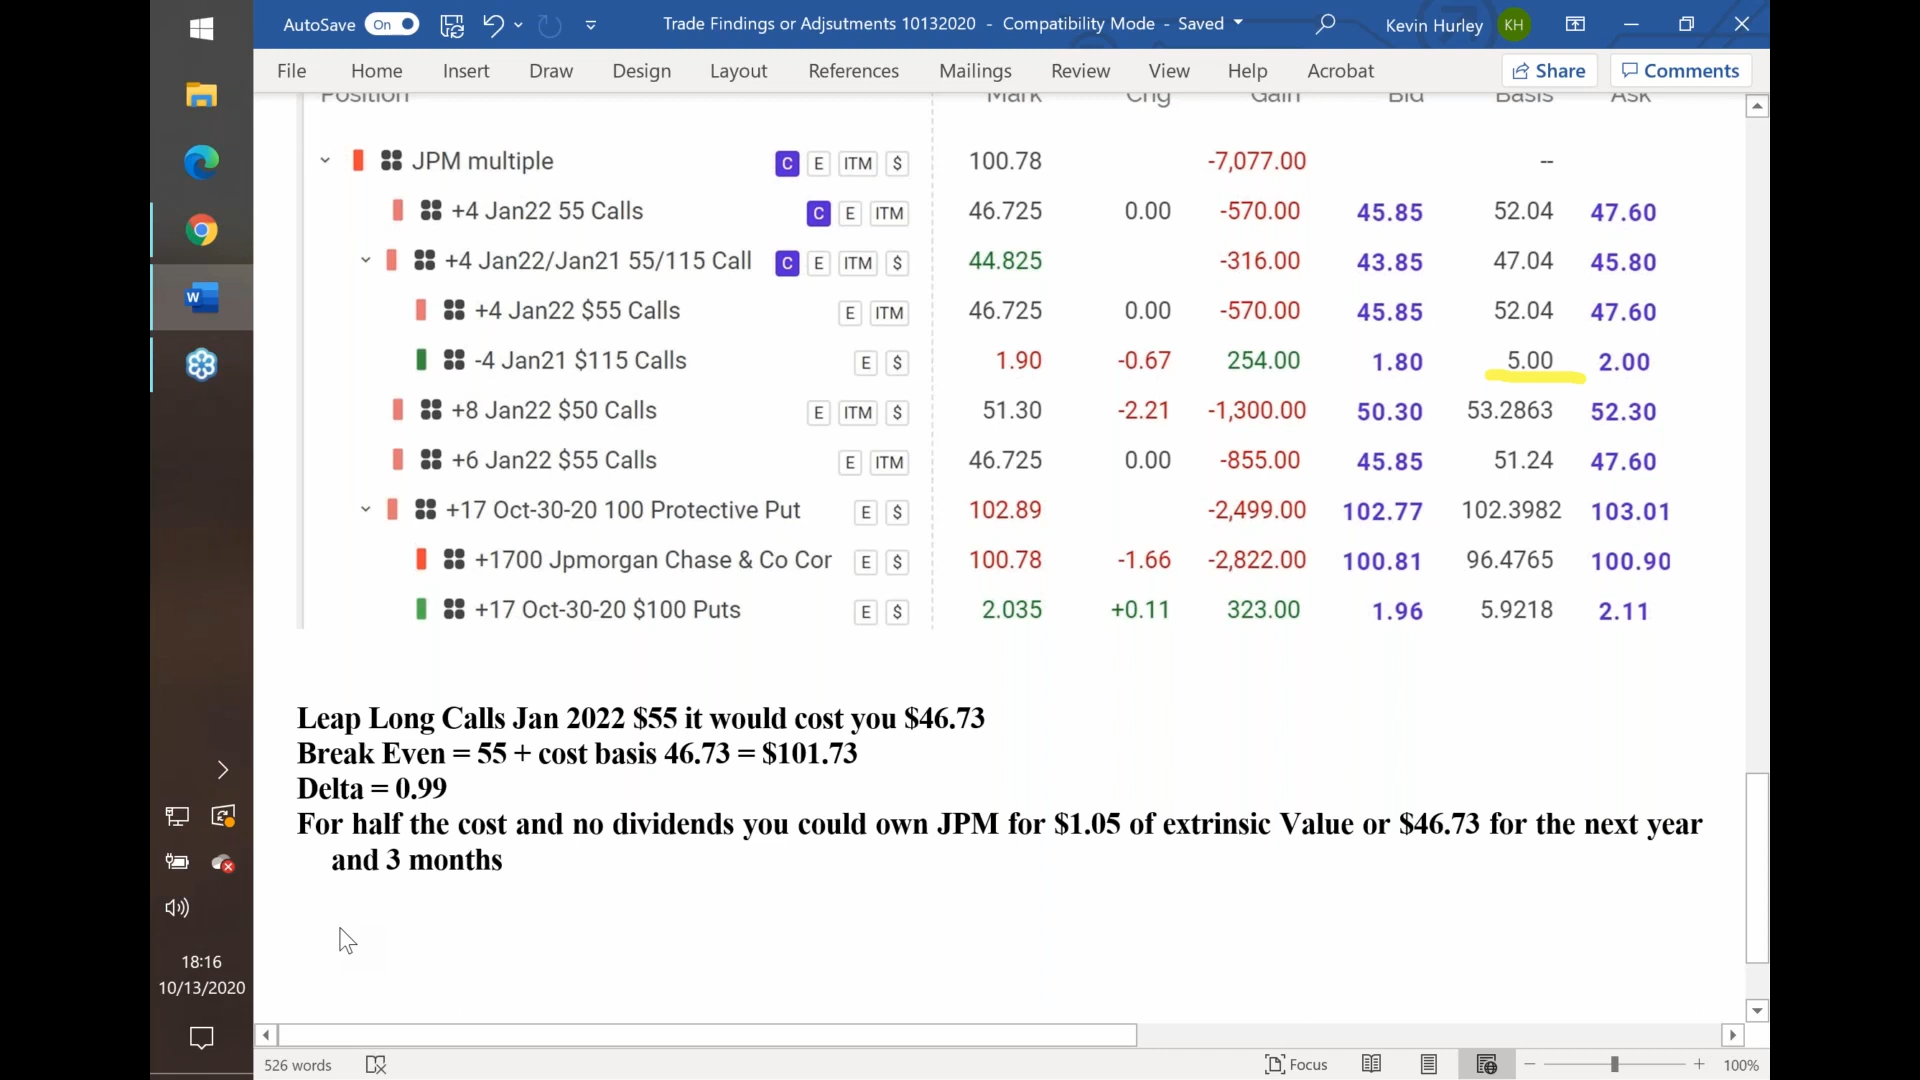 AutoSave On Trade Findings or Adjsutments 10132020 - Compatibility Mode - Saved Kevin Hurley KH
File Home Insert Draw Design Layout References Mailings Review View Help Acrobat Share Comments
Position Mark Chg Gain Bid Basis Ask
JPM multiple C E ITM $ 100.78 -7,077.00 --
+4 Jan22 55 Calls C E ITM 46.725 0.00 -570.00 45.85 52.04 47.60
+4 Jan22/Jan21 55/115 Call C E ITM $ 44.825 -316.00 43.85 47.04 45.80
+4 Jan22 $55 Calls E ITM 46.725 0.00 -570.00 45.85 52.04 47.60
-4 Jan21 $115 Calls E $ 1.90 -0.67 254.00 1.80 5.00 2.00
+8 Jan22 $50 Calls E ITM $ 51.30 -2.21 -1,300.00 50.30 53.2863 52.30
+6 Jan22 $55 Calls E ITM 46.725 0.00 -855.00 45.85 51.24 47.60
+17 Oct-30-20 100 Protective Put E $ 102.89 -2,499.00 102.77 102.3982 103.01
+1700 Jpmorgan Chase & Co Cor E $ 100.78 -1.66 -2,822.00 100.81 96.4765 100.90
+17 Oct-30-20 $100 Puts E $ 2.035 +0.11 323.00 1.96 5.9218 2.11
Leap Long Calls Jan 2022 $55 it would cost you $46.73
Break Even = 55 + cost basis 46.73 = $101.73
Delta = 0.99
For half the cost and no dividends you could own JPM for $1.05 of extrinsic Value or $46.73 for the next year
and 3 months
18:16
10/13/2020
526 words Focus 100%